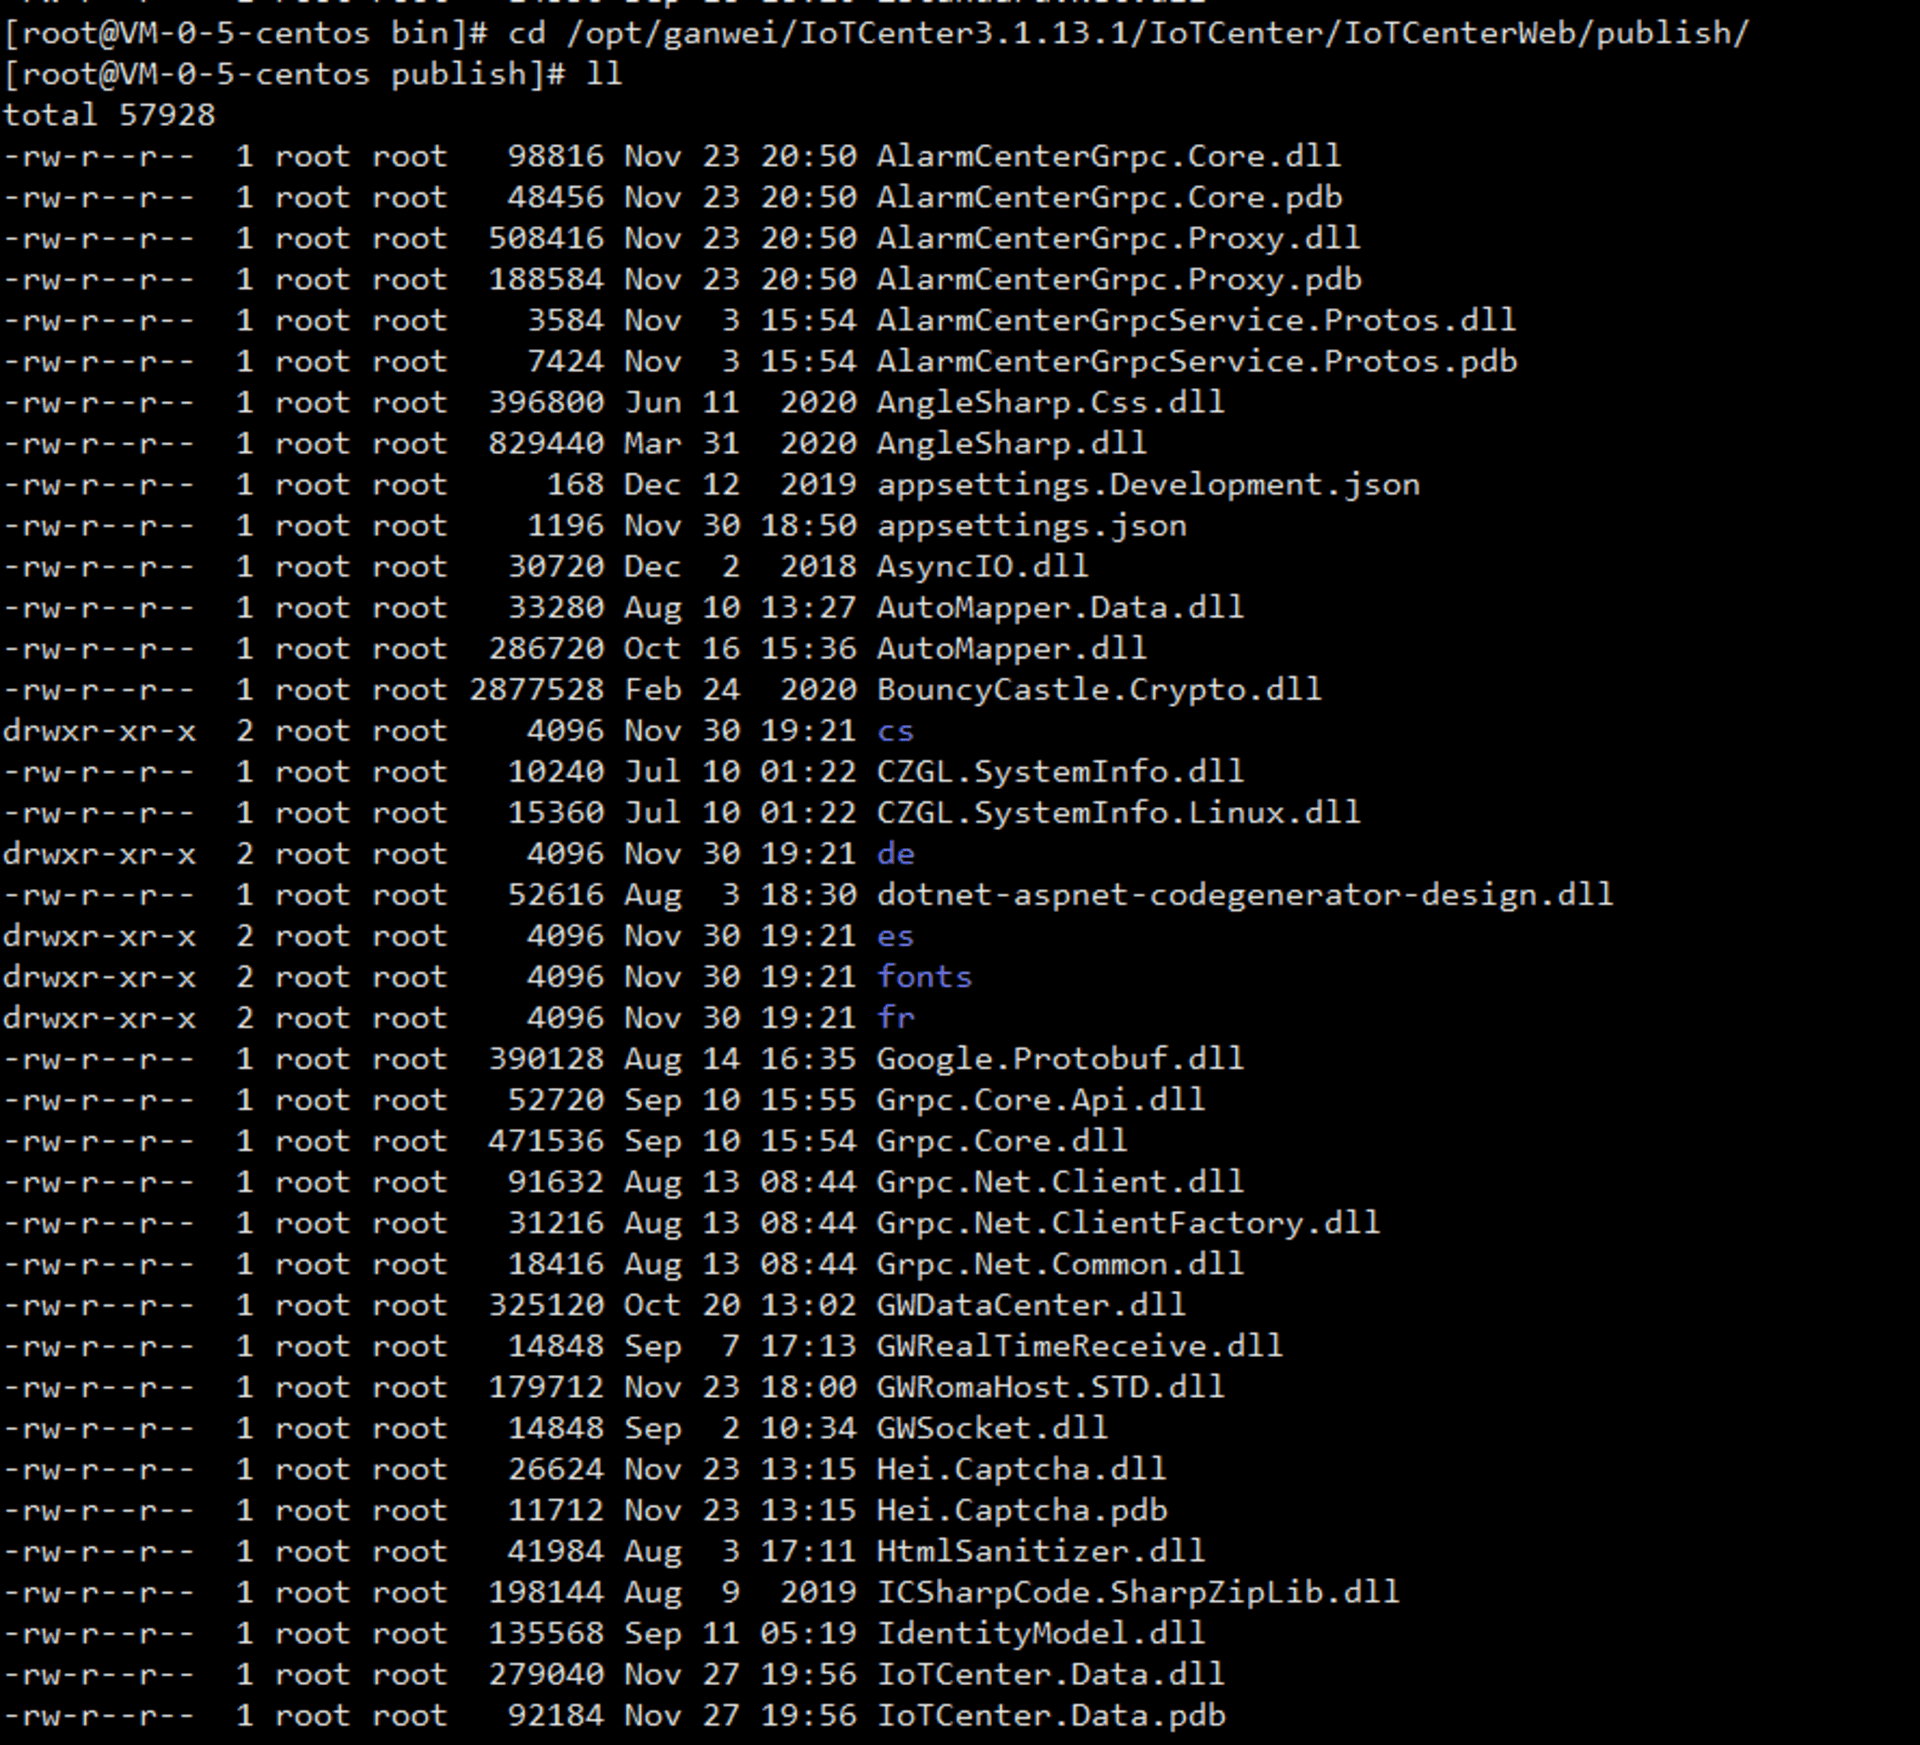 [root@VM-0-5-centos bin]# cd /opt/ganwei/IoTCenter3.1.13.1/IoTCenter/IoTCenterWeb/publish/
[root@VM-0-5-centos publish]# ll
total 57928
-rw-r--r-- 1 root root 98816 Nov 23 20:50 AlarmCenterGrpc.Core.dll
-rw-r--r-- 1 root root 48456 Nov 23 20:50 AlarmCenterGrpc.Core.pdb
-rw-r--r-- 1 root root 508416 Nov 23 20:50 AlarmCenterGrpc.Proxy.dll
-rw-r--r-- 1 root root 188584 Nov 23 20:50 AlarmCenterGrpc.Proxy.pdb
-rw-r--r-- 1 root root 3584 Nov 3 15:54 AlarmCenterGrpcService.Protos.dll
-rw-r--r-- 1 root root 7424 Nov 3 15:54 AlarmCenterGrpcService.Protos.pdb
-rw-r--r-- 1 root root 396800 Jun 11 2020 AngleSharp.Css.dll
-rw-r--r-- 1 root root 829440 Mar 31 2020 AngleSharp.dll
-rw-r--r-- 1 root root 168 Dec 12 2019 appsettings.Development.json
-rw-r--r-- 1 root root 1196 Nov 30 18:50 appsettings.json
-rw-r--r-- 1 root root 30720 Dec 2 2018 AsyncIO.dll
-rw-r--r-- 1 root root 33280 Aug 10 13:27 AutoMapper.Data.dll
-rw-r--r-- 1 root root 286720 Oct 16 15:36 AutoMapper.dll
-rw-r--r-- 1 root root 2877528 Feb 24 2020 BouncyCastle.Crypto.dll
drwxr-xr-x 2 root root 4096 Nov 30 19:21 cs
-rw-r--r-- 1 root root 10240 Jul 10 01:22 CZGL.SystemInfo.dll
-rw-r--r-- 1 root root 15360 Jul 10 01:22 CZGL.SystemInfo.Linux.dll
drwxr-xr-x 2 root root 4096 Nov 30 19:21 de
-rw-r--r-- 1 root root 52616 Aug 3 18:30 dotnet-aspnet-codegenerator-design.dll
drwxr-xr-x 2 root root 4096 Nov 30 19:21 es
drwxr-xr-x 2 root root 4096 Nov 30 19:21 fonts
drwxr-xr-x 2 root root 4096 Nov 30 19:21 fr
-rw-r--r-- 1 root root 390128 Aug 14 16:35 Google.Protobuf.dll
-rw-r--r-- 1 root root 52720 Sep 10 15:55 Grpc.Core.Api.dll
-rw-r--r-- 1 root root 471536 Sep 10 15:54 Grpc.Core.dll
-rw-r--r-- 1 root root 91632 Aug 13 08:44 Grpc.Net.Client.dll
-rw-r--r-- 1 root root 31216 Aug 13 08:44 Grpc.Net.ClientFactory.dll
-rw-r--r-- 1 root root 18416 Aug 13 08:44 Grpc.Net.Common.dll
-rw-r--r-- 1 root root 325120 Oct 20 13:02 GWDataCenter.dll
-rw-r--r-- 1 root root 14848 Sep 7 17:13 GWRealTimeReceive.dll
-rw-r--r-- 1 root root 179712 Nov 23 18:00 GWRomaHost.STD.dll
-rw-r--r-- 1 root root 14848 Sep 2 10:34 GWSocket.dll
-rw-r--r-- 1 root root 26624 Nov 23 13:15 Hei.Captcha.dll
-rw-r--r-- 1 root root 11712 Nov 23 13:15 Hei.Captcha.pdb
-rw-r--r-- 1 root root 41984 Aug 3 17:11 HtmlSanitizer.dll
-rw-r--r-- 1 root root 198144 Aug 9 2019 ICSharpCode.SharpZipLib.dll
-rw-r--r-- 1 root root 135568 Sep 11 05:19 IdentityModel.dll
-rw-r--r-- 1 root root 279040 Nov 27 19:56 IoTCenter.Data.dll
-rw-r--r-- 1 root root 92184 Nov 27 19:56 IoTCenter.Data.pdb